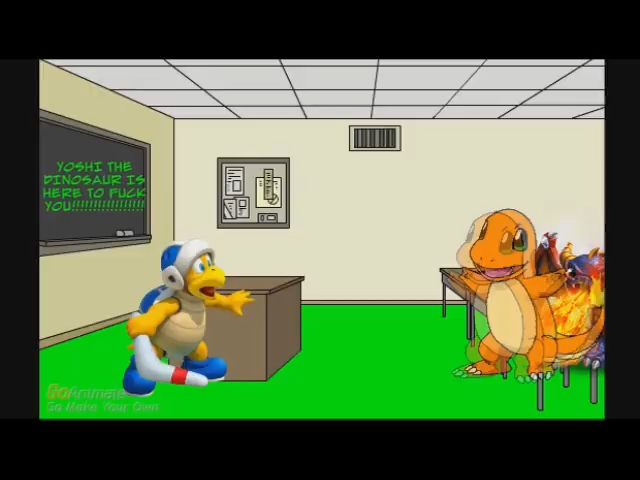 YOSHI THE
DINOSAUR IS
HERE TO FUCK
YOU!!!!!!!!!!!!!!!!!
GoAnimate
Go Make Your Own